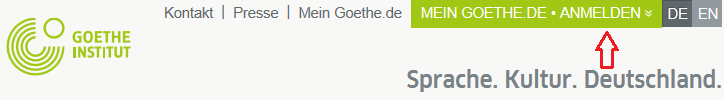 GOETHE
INSTITUT
Kontakt | Presse | Mein Goethe.de MEIN GOETHE.DE • ANMELDEN DE EN
Sprache. Kultur. Deutschland.